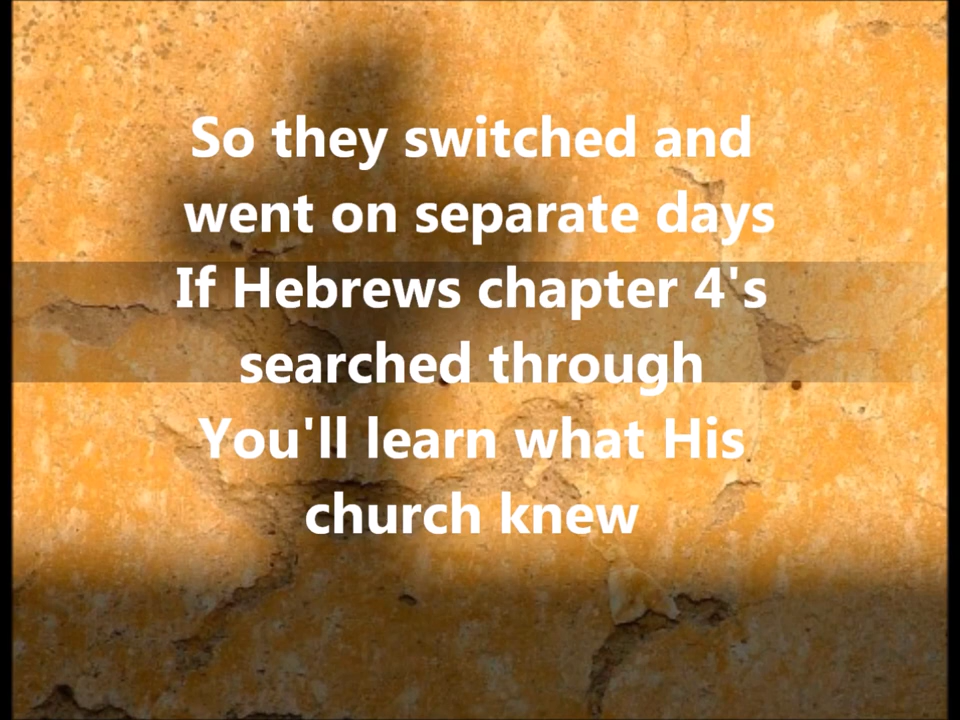 So they switched and
went on separate days
If Hebrews chapter 4's
searched through
You'll learn what His
church knew